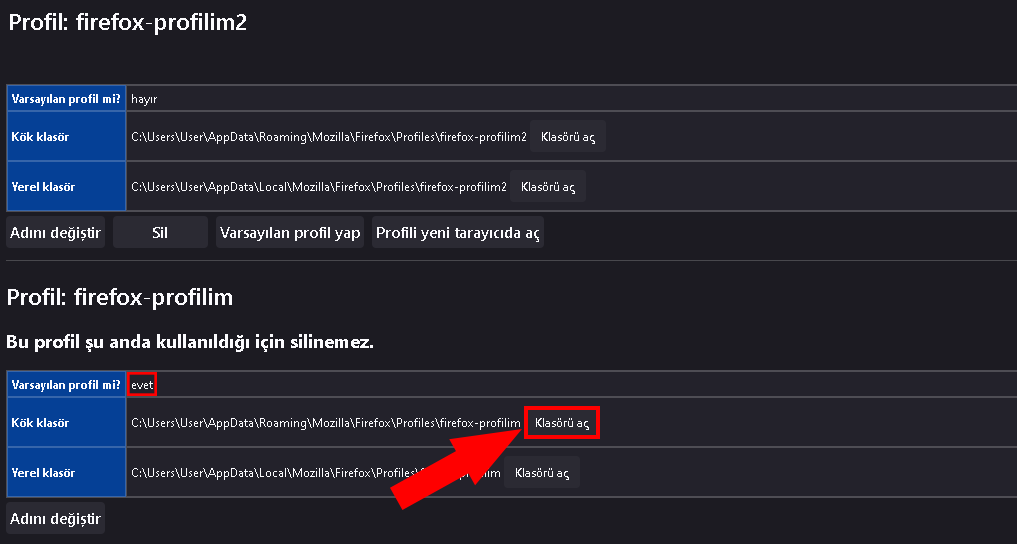 Profil: firefox-profilim2
Varsayılan profil mi? hayır
Kök klasör C:\Users\User\AppData\Roaming\Mozilla\Firefox\Profiles\firefox-profilim2 Klasörü aç
Yerel klasör C:\Users\User\AppData\Local\Mozilla\Firefox\Profiles\firefox-profilim2 Klasörü aç
Adını değiştir Sil Varsayılan profil yap Profili yeni tarayıcıda aç
Profil: firefox-profilim
Bu profil şu anda kullanıldığı için silinemez.
Varsayılan profil mi? evet
Kök klasör C:\Users\User\AppData\Roaming\Mozilla\Firefox\Profiles\firefox-profilim Klasörü aç
Yerel klasör C:\Users\User\AppData\Local\Mozilla\Firefox\Klasörü aç
Adını değiştir